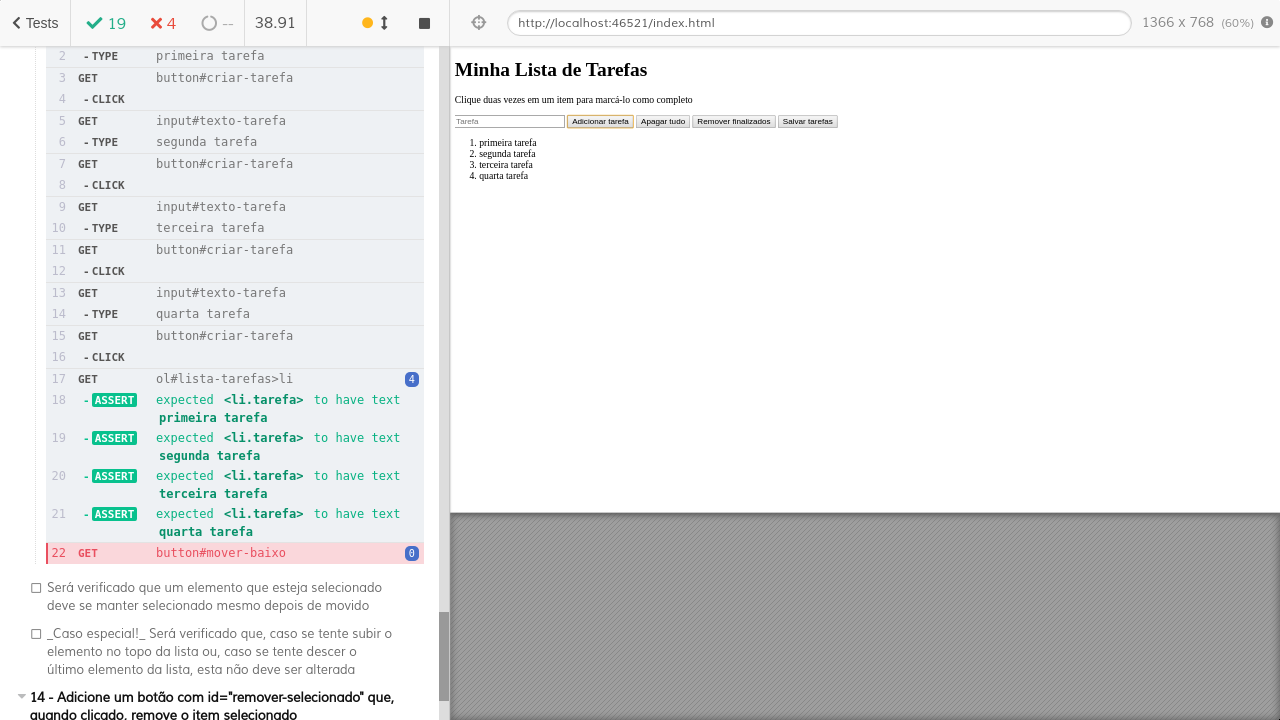 Tests 19 4 -- 38.91 http://localhost:46521/index.html 1366 x 768 (60%)
2 - TYPE primeira tarefa
3 GET button#criar-tarefa
4 - CLICK
5 GET input#texto-tarefa
6 - TYPE segunda tarefa
7 GET button#criar-tarefa
8 - CLICK
9 GET input#texto-tarefa
10 - TYPE terceira tarefa
11 GET button#criar-tarefa
12 - CLICK
13 GET input#texto-tarefa
14 - TYPE quarta tarefa
15 GET button#criar-tarefa
16 - CLICK
17 GET ol#lista-tarefas>li 4
18 - ASSERT expected <li.tarefa> to have text
primeira tarefa
19 - ASSERT expected <li.tarefa> to have text
segunda tarefa
20 - ASSERT expected <li.tarefa> to have text
terceira tarefa
21 - ASSERT expected <li.tarefa> to have text
quarta tarefa
22 GET button#mover-baixo 0
Será verificado que um elemento que esteja selecionado
deve se manter selecionado mesmo depois de movido
_Caso especial!_ Será verificado que, caso se tente subir o
elemento no topo da lista ou, caso se tente descer o
último elemento da lista, esta não deve ser alterada
14 - Adicione um botão com id="remover-selecionado" que,
quando clicado, remove o item selecionado
Minha Lista de Tarefas
Clique duas vezes em um item para marcá-lo como completo
Tarefa Adicionar tarefa Apagar tudo Remover finalizados Salvar tarefas
1. primeira tarefa
2. segunda tarefa
3. terceira tarefa
4. quarta tarefa